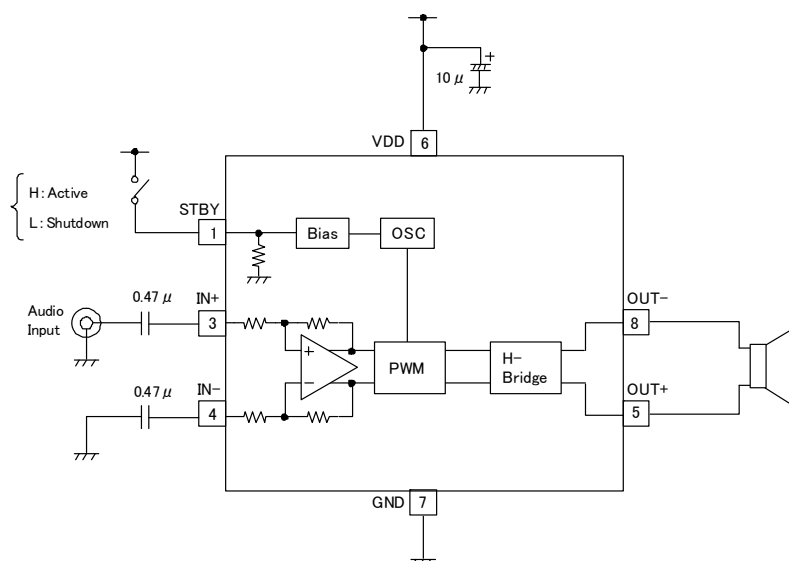 10 μ
VDD
6
H: Active
L: Shutdown
STBY
1
Bias
OSC
Audio
Input
0.47 μ
IN+
3
+
PWM
H-
Bridge
OUT-
8
0.47 μ
IN-
4
−
OUT+
5
GND
7
+